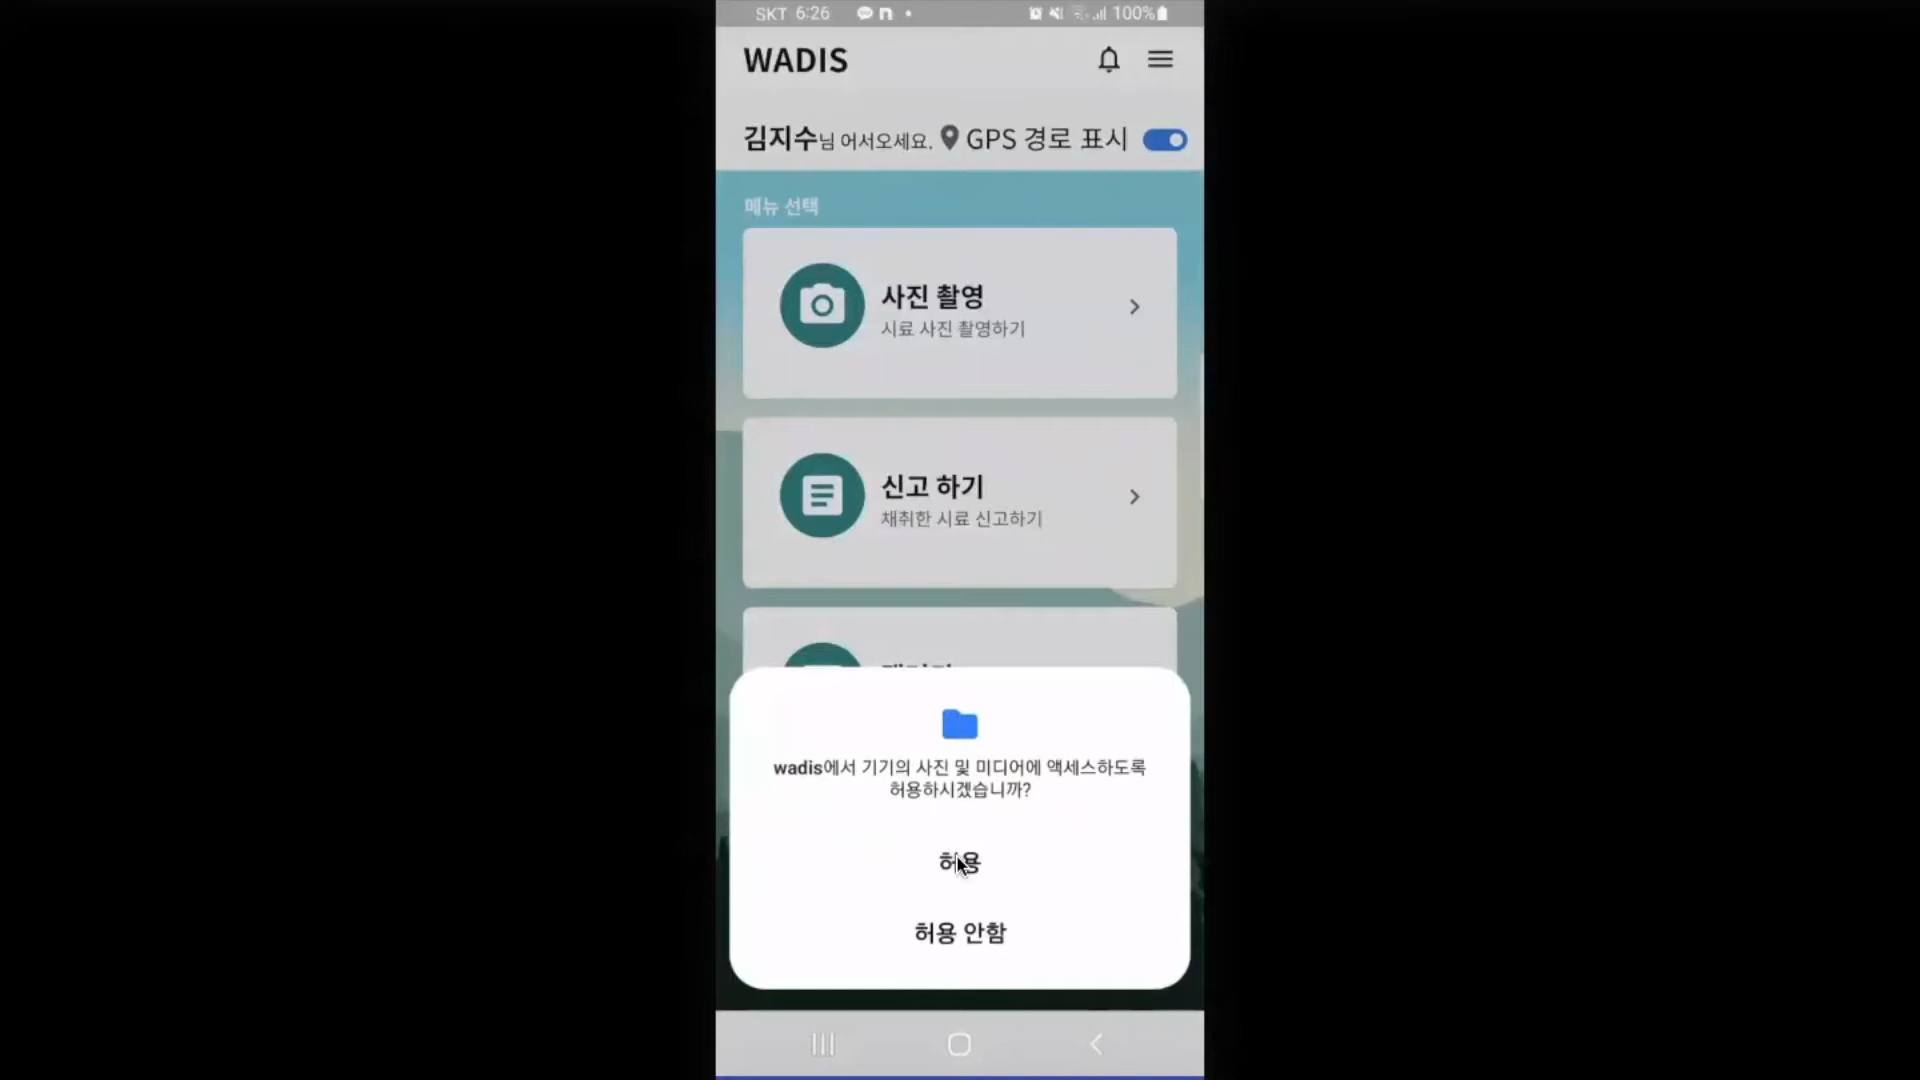 SKT 6:26
100%
WADIS
김지수님 어서오세요. GPS 경로 표시
메뉴 선택
사진 촬영
시료 사진 촬영하기
신고 하기
채취한 시료 신고하기
wadis에서 기기의 사진 및 미디어에 액세스하도록
허용하시겠습니까?
허용
허용 안함